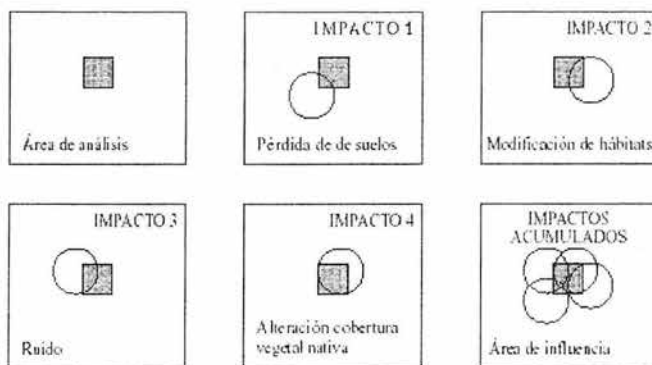 Área de análisis
IMPACTO 1
Pérdida de de suelos
IMPACTO 2
Modificación de hábitats
IMPACTO 3
Ruido
IMPACTO 4
Alteración cobertura
vegetal nativa
IMPACTOS
ACUMULADOS
Área de influencia